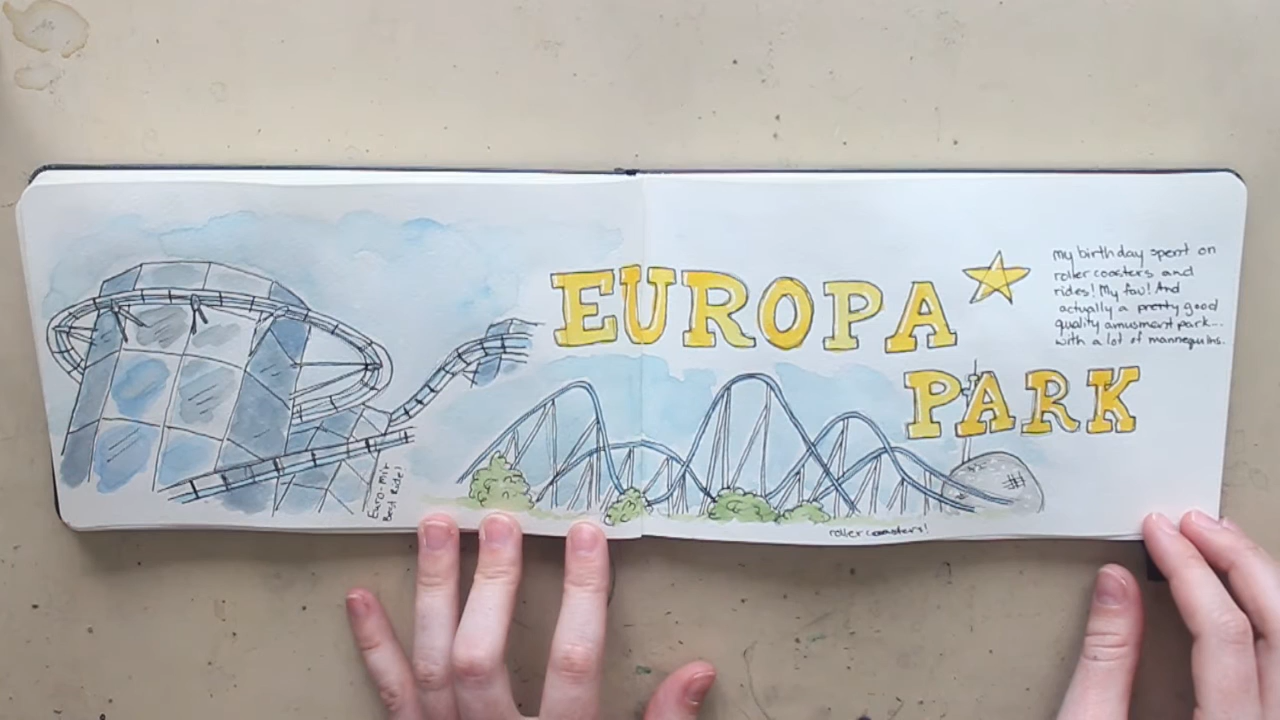 EUROPA
PARK
my birthday spent on
roller coasters and
rides! My fav! And
actually a pretty good
quality amusment park...
with a lot of mannequins.
Euro-Mir
Best Ride!
roller coasters!